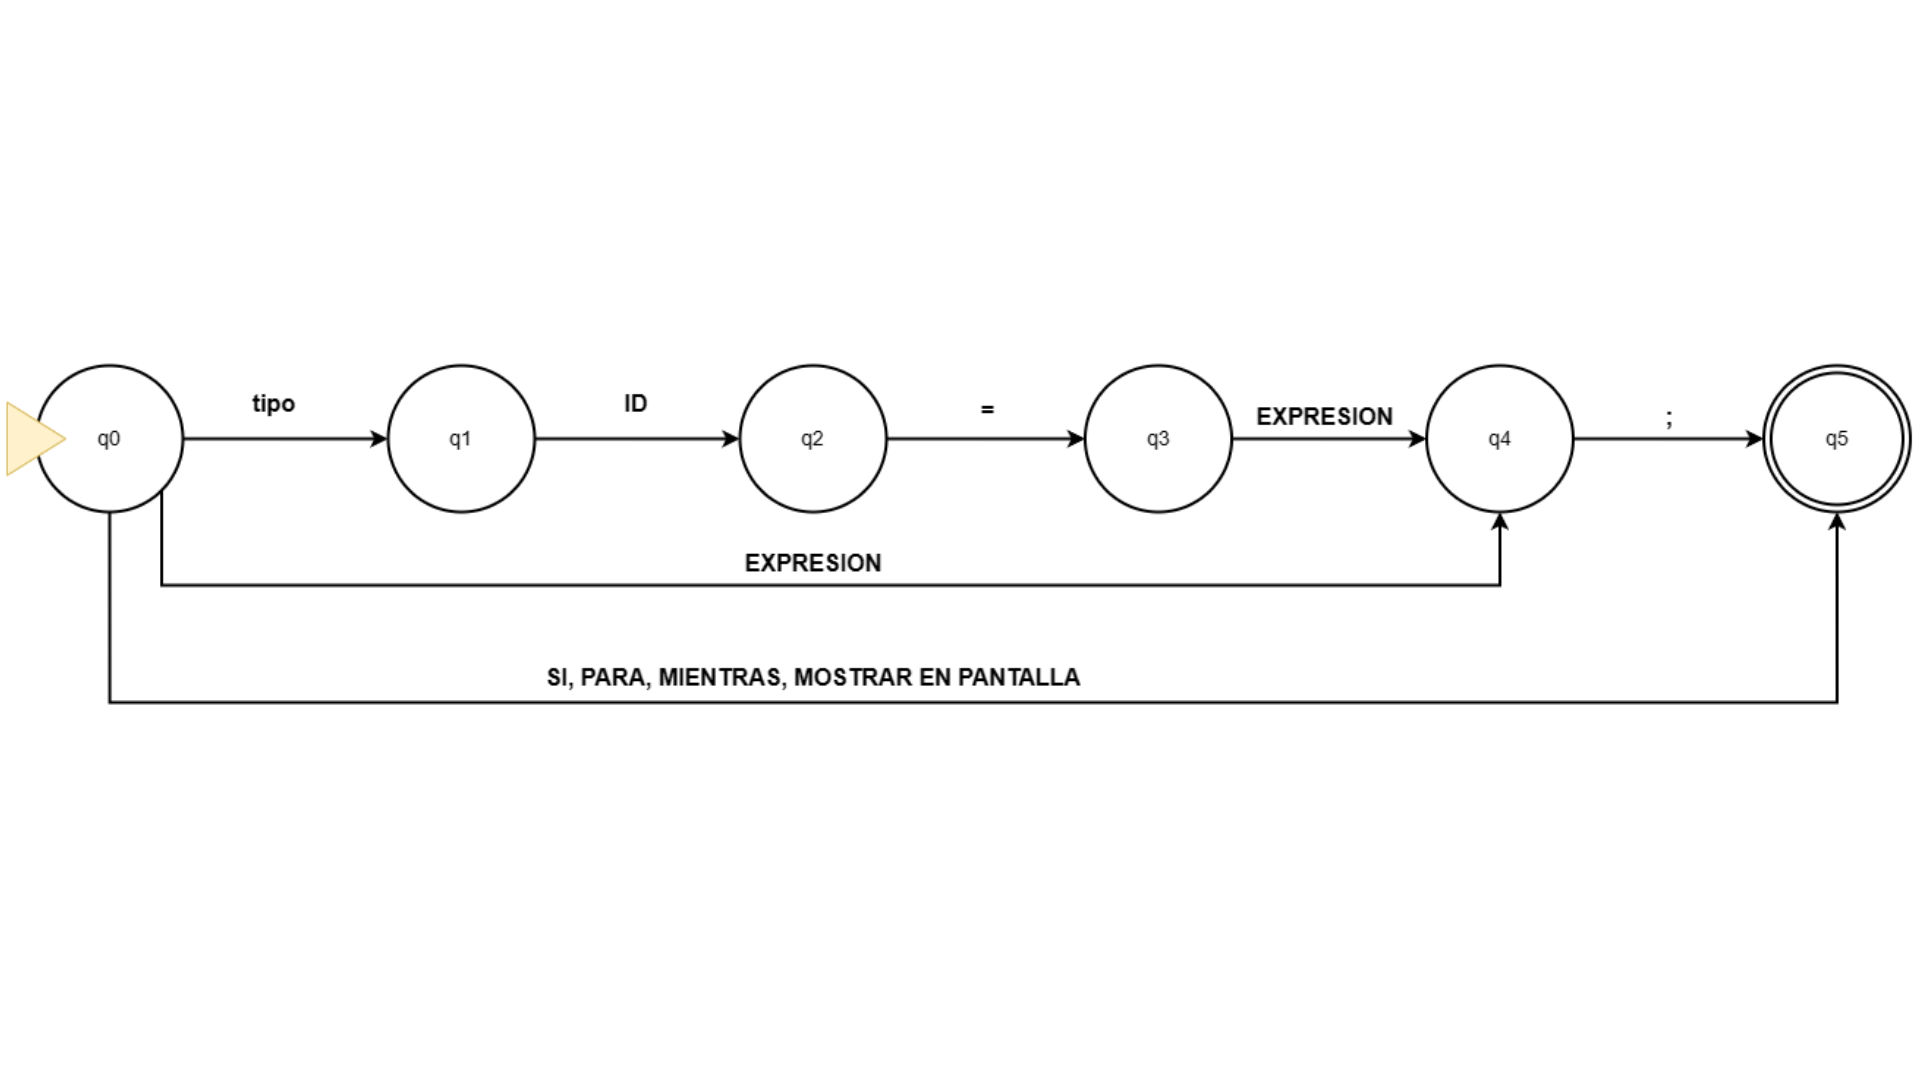 tipo
ID
=
EXPRESION
;
q0
q1
q2
q3
q4
q5
EXPRESION
SI, PARA, MIENTRAS, MOSTRAR EN PANTALLA